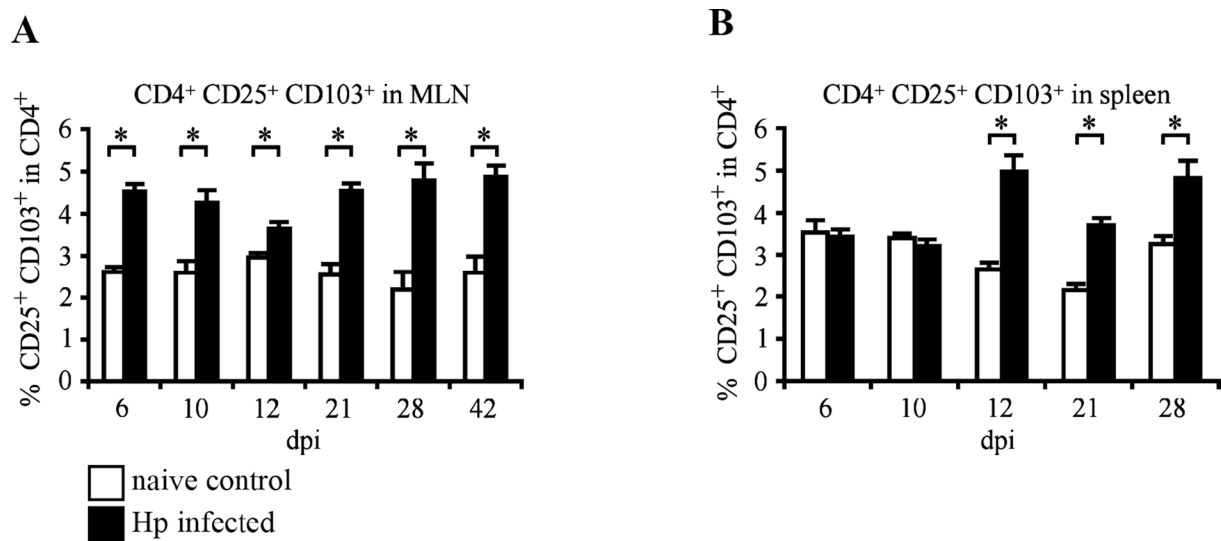 A
CD4⁺ CD25⁺ CD103⁺ in MLN
% CD25⁺ CD103⁺ in CD4⁺
6
5
4
3
2
1
0
* * * * * *
6 10 12 21 28 42
dpi
naive control
Hp infected
B
CD4⁺ CD25⁺ CD103⁺ in spleen
% CD25⁺ CD103⁺ in CD4⁺
6
5
4
3
2
1
0
* * *
6 10 12 21 28
dpi